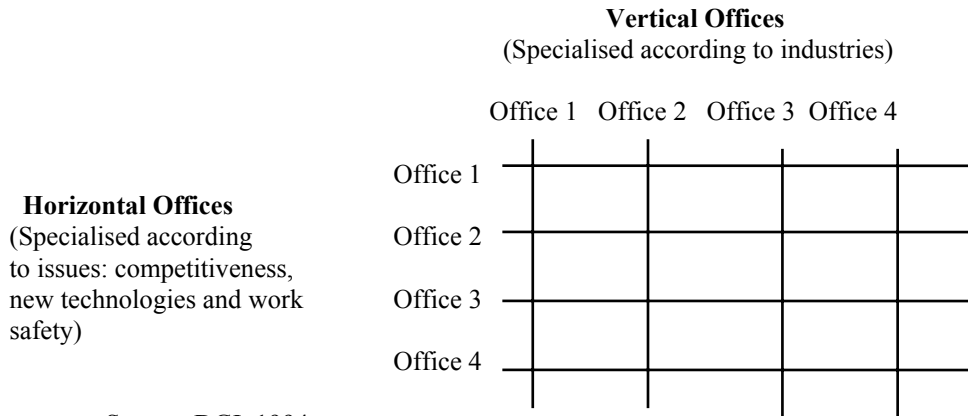 Vertical Offices
(Specialised according to industries)
Office 1 Office 2 Office 3 Office 4
Office 1
Horizontal Offices
(Specialised according
Office 2
to issues: competitiveness,
new technologies and work
Office 3
safety)
Office 4